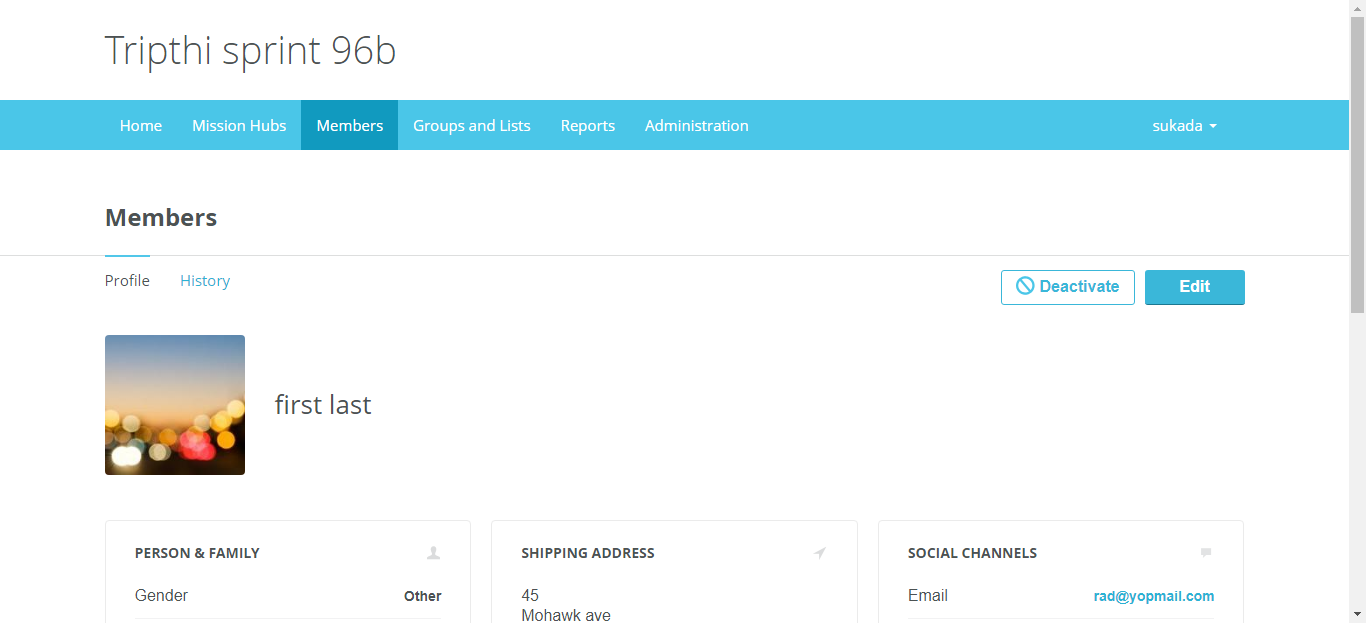 Tripthi sprint 96b
Home Mission Hubs Members Groups and Lists Reports Administration sukada
Members
Profile History Deactivate Edit
first last
PERSON & FAMILY
Gender Other
SHIPPING ADDRESS
45
Mohawk ave
SOCIAL CHANNELS
Email rad@yopmail.com